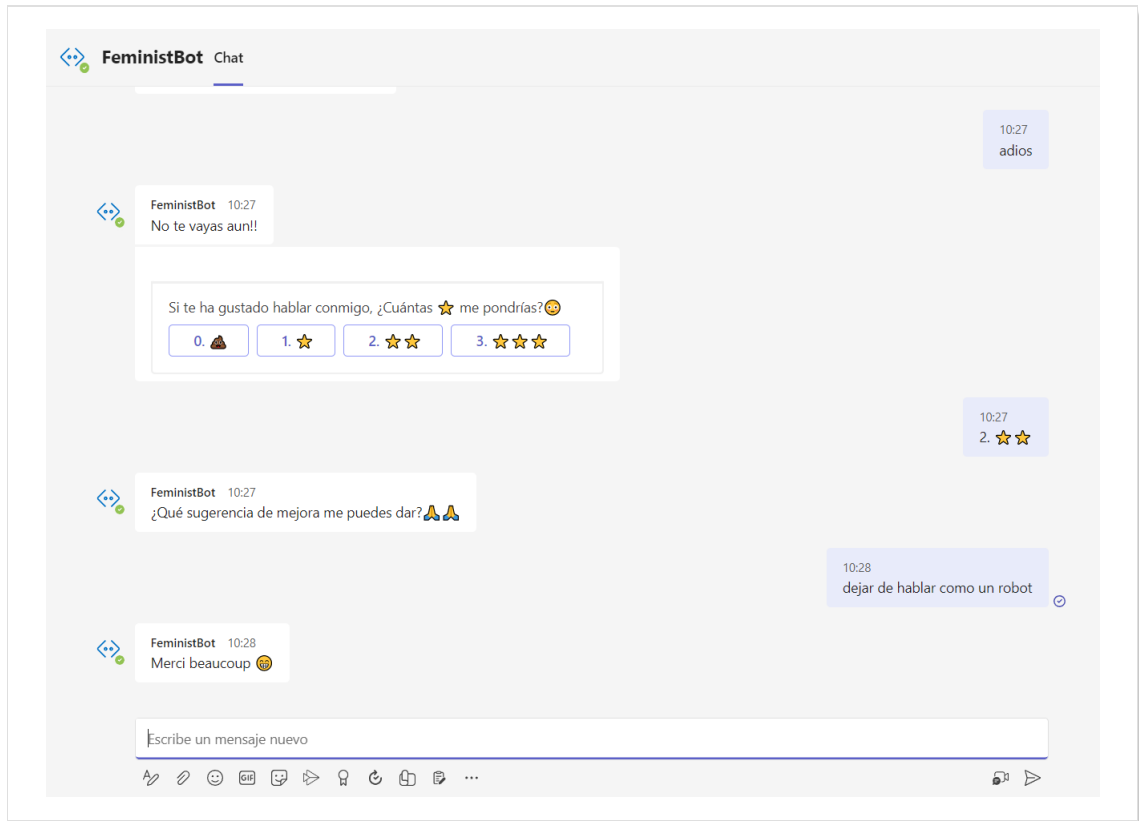 FeministBot Chat
10:27
adios
FeministBot 10:27
No te vayas aun!!
Si te ha gustado hablar conmigo, ¿Cuántas ⭐ me pondrías?😳
0. 💩
1. ⭐
2. ⭐⭐
3. ⭐⭐⭐
10:27
2. ⭐⭐
FeministBot 10:27
¿Qué sugerencia de mejora me puedes dar?🙏🙏
10:28
dejar de hablar como un robot
FeministBot 10:28
Merci beaucoup 😁
Escribe un mensaje nuevo
GIF